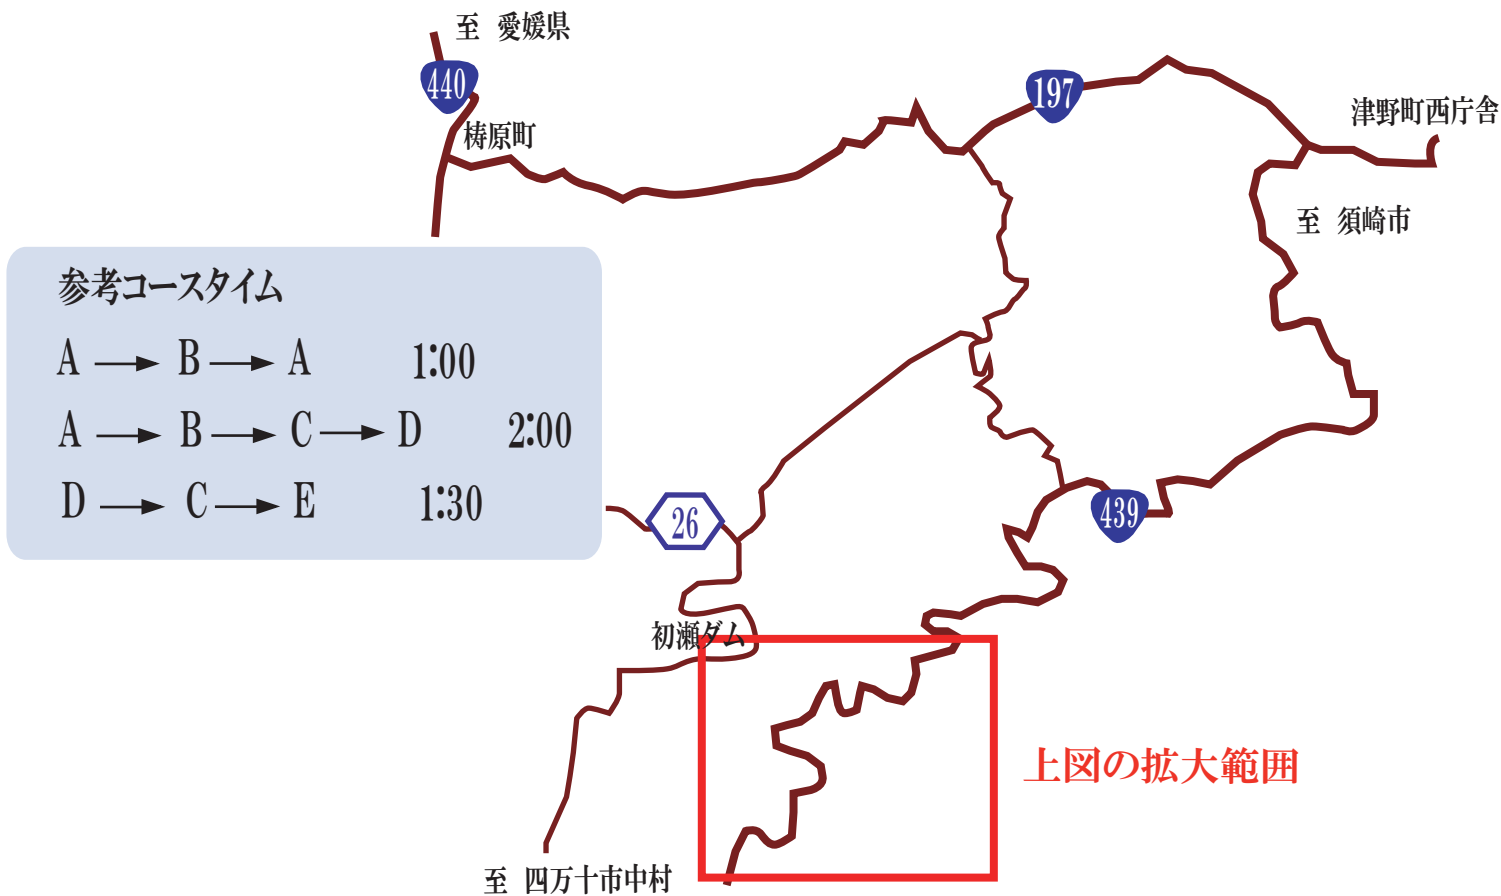 至 愛媛県
440
197
津野町西庁舎
梼原町
至 須崎市
参考コースタイム
A → B → A 1:00
A → B → C → D 2:00
D → C → E 1:30
26
439
初瀬ダム
上図の拡大範囲
至 四万十市中村